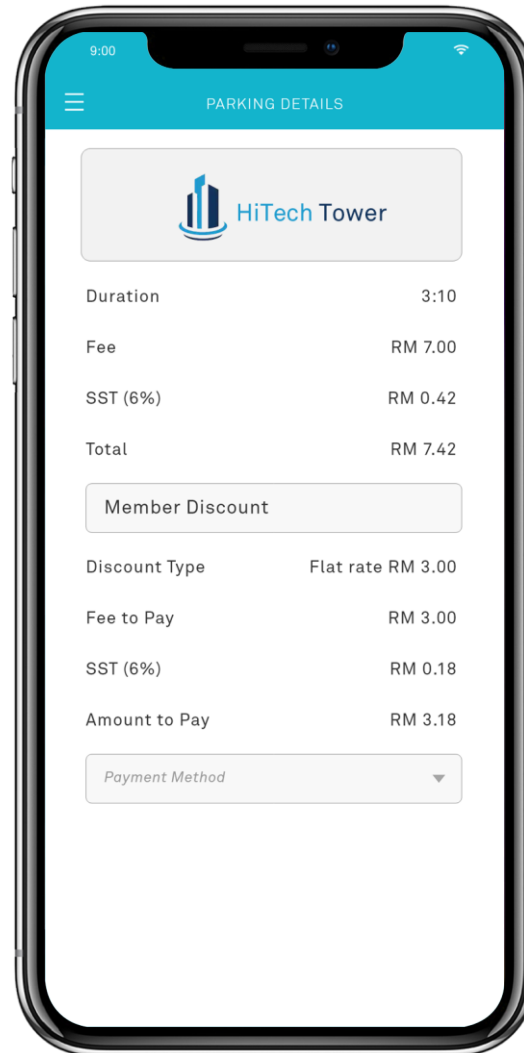 9:00
PARKING DETAILS
HiTech Tower
Duration 3:10
Fee RM 7.00
SST (6%) RM 0.42
Total RM 7.42
Member Discount
Discount Type Flat rate RM 3.00
Fee to Pay RM 3.00
SST (6%) RM 0.18
Amount to Pay RM 3.18
Payment Method